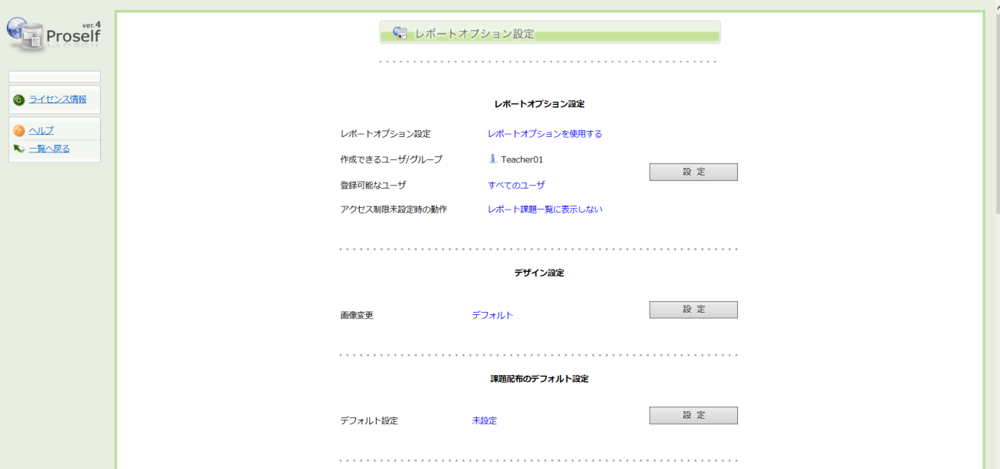 ver.4
Proself
ライセンス情報
ヘルプ
一覧へ戻る
レポートオプション設定
レポートオプション設定
レポートオプション設定 レポートオプションを使用する
作成できるユーザ/グループ Teacher01
設 定
登録可能なユーザ すべてのユーザ
アクセス制限未設定時の動作 レポート課題一覧に表示しない
デザイン設定
画像変更 デフォルト 設 定
課題配布のデフォルト設定
デフォルト設定 未設定 設 定